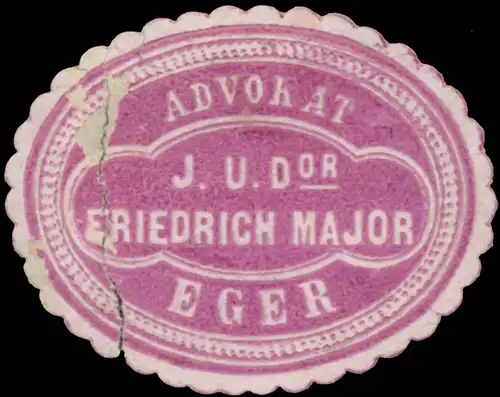 ADVOKAT
J. U. DOR
FRIEDRICH MAJOR
EGER